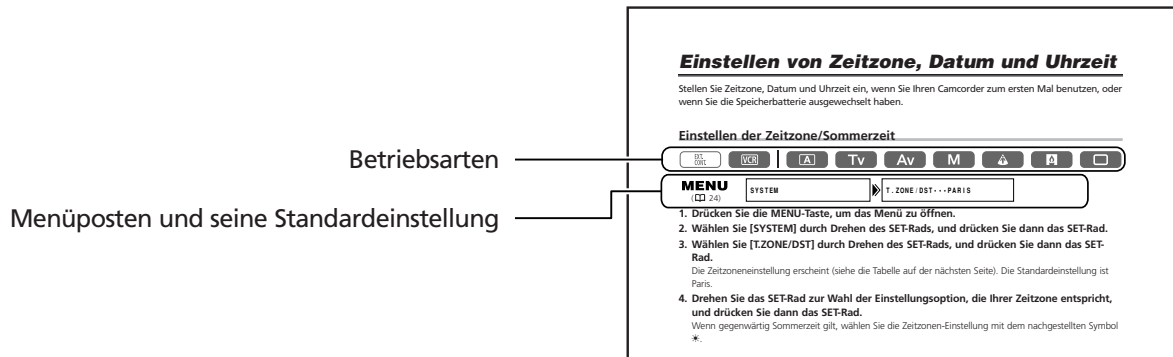 Einstellen von Zeitzone, Datum und Uhrzeit
Stellen Sie Zeitzone, Datum und Uhrzeit ein, wenn Sie Ihren Camcorder zum ersten Mal benutzen, oder
wenn Sie die Speicherbatterie ausgewechselt haben.
Einstellen der Zeitzone/Sommerzeit
Betriebsarten
EXT. CONT. VCR A Tv Av M
Menüposten und seine Standardeinstellung
MENU
( 24)
SYSTEM
T.ZONE/DST•••PARIS
1. Drücken Sie die MENU-Taste, um das Menü zu öffnen.
2. Wählen Sie [SYSTEM] durch Drehen des SET-Rads, und drücken Sie dann das SET-Rad.
3. Wählen Sie [T.ZONE/DST] durch Drehen des SET-Rads, und drücken Sie dann das SET-
Rad.
Die Zeitzoneneinstellung erscheint (siehe die Tabelle auf der nächsten Seite). Die Standardeinstellung ist
Paris.
4. Drehen Sie das SET-Rad zur Wahl der Einstellungsoption, die Ihrer Zeitzone entspricht,
und drücken Sie dann das SET-Rad.
Wenn gegenwärtig Sommerzeit gilt, wählen Sie die Zeitzonen-Einstellung mit dem nachgestellten Symbol
☀.